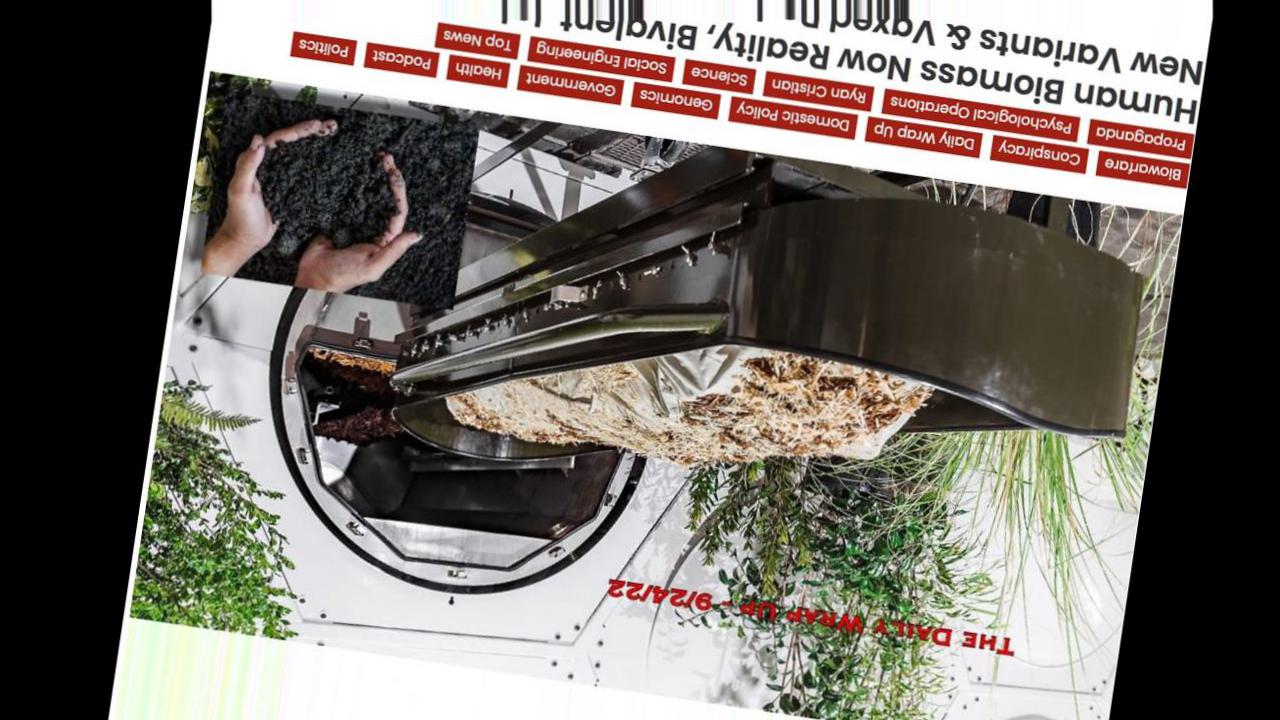 THE DAILY WRAP UP - 9/24/22
Biowarfare Conspiracy Daily Wrap Up Domestic Policy Genomics Government Health Podcast Politics
Propaganda Psychological Operations Ryan Cristian Science Social Engineering Top News
Human Biomass Now Reality, Bivalent
New Variants & Vaxed